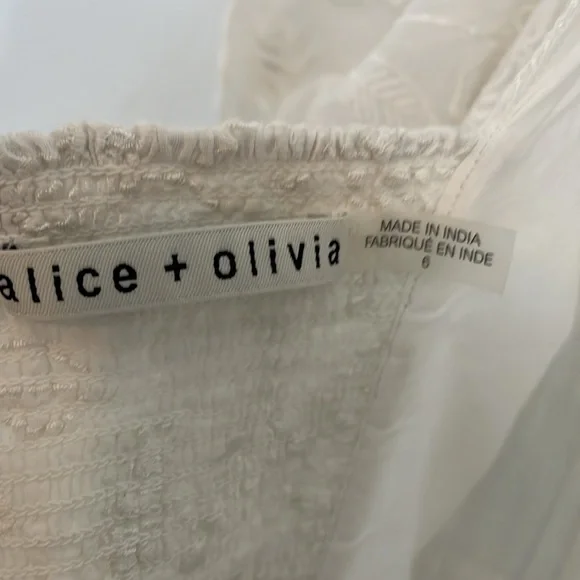 alice + olivia
MADE IN INDIA
FABRIQUÉ EN INDE
6